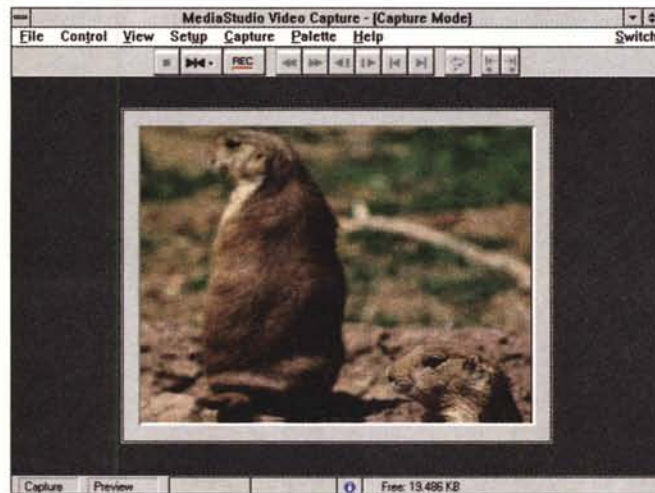 MediaStudio Video Capture - [Capture Mode]
File Control View Setup Capture Palette Help Switch
REC
Capture Preview Free: 19,486 KB